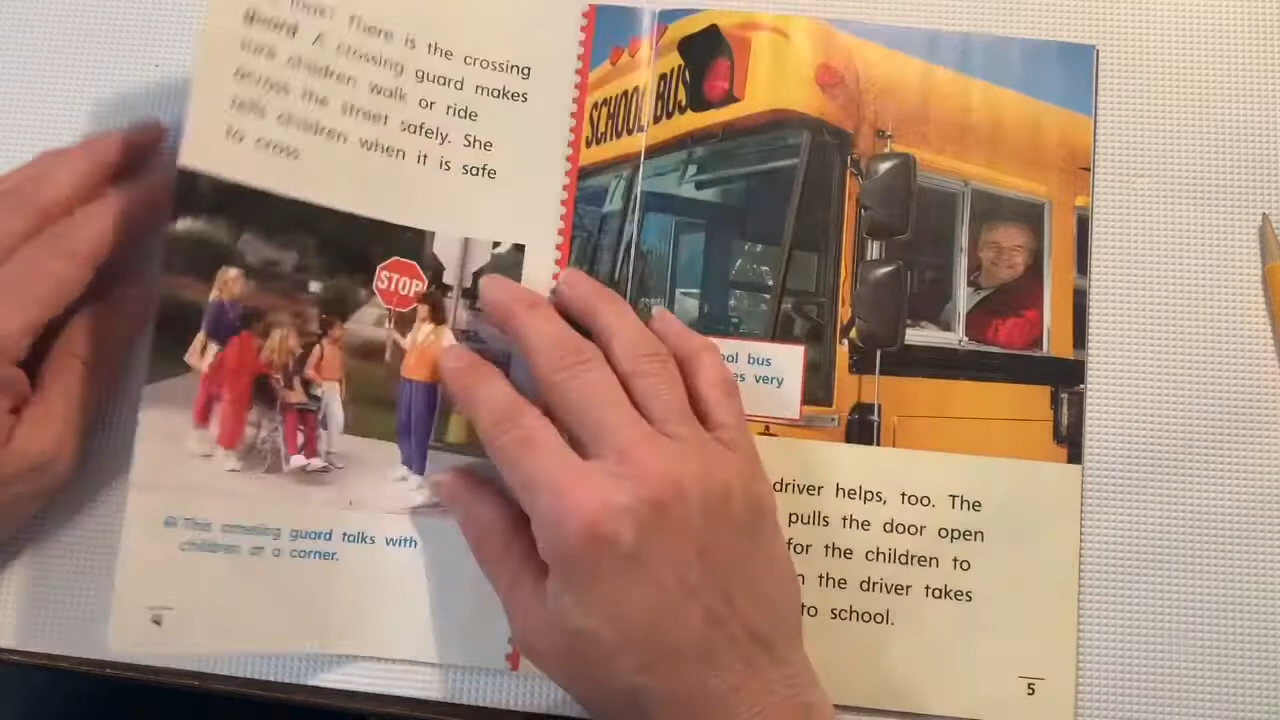 There is the crossing
guard A crossing guard makes
sure children walk or ride
across the street safely. She
tells children when it is safe
to cross.
STOP
This crossing guard talks with
children at a corner.
4
SCHOOL BUS
ool bus
es very
driver helps, too. The
pulls the door open
for the children to
n the driver takes
to school.
5